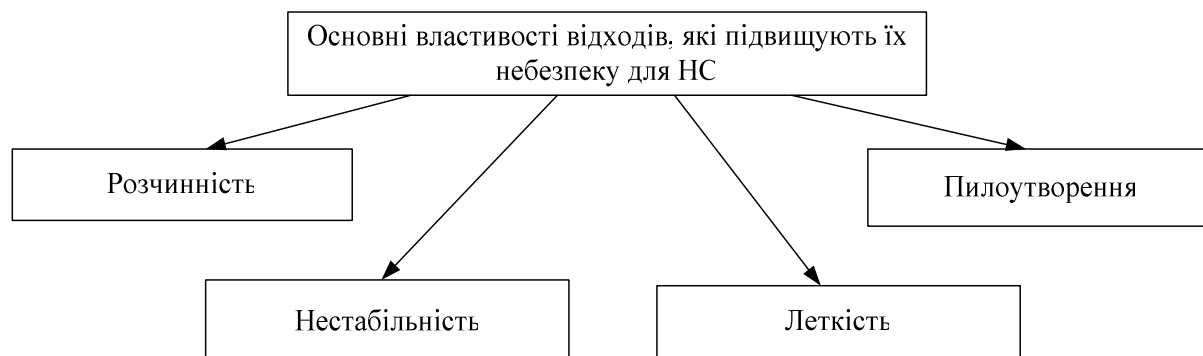 Основні властивості відходів, які підвищують їх
небезпеку для НС
Розчинність
Пилоутворення
Нестабільність
Леткість